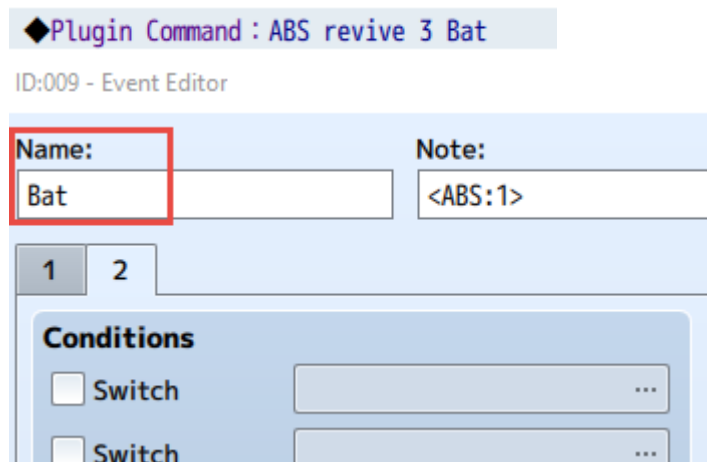 ◆Plugin Command：ABS revive 3 Bat
ID:009 - Event Editor
Name: Note:
Bat <ABS:1>
1 2
Conditions
Switch ...
Switch ...